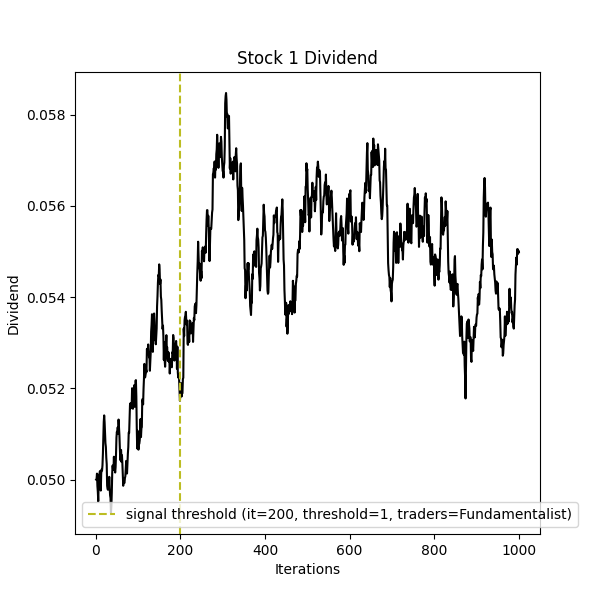 Stock 1 Dividend
0.058
0.056
0.054
0.052
0.050
Dividend
signal threshold (it=200, threshold=1, traders=Fundamentalist)
0 200 400 600 800 1000
Iterations